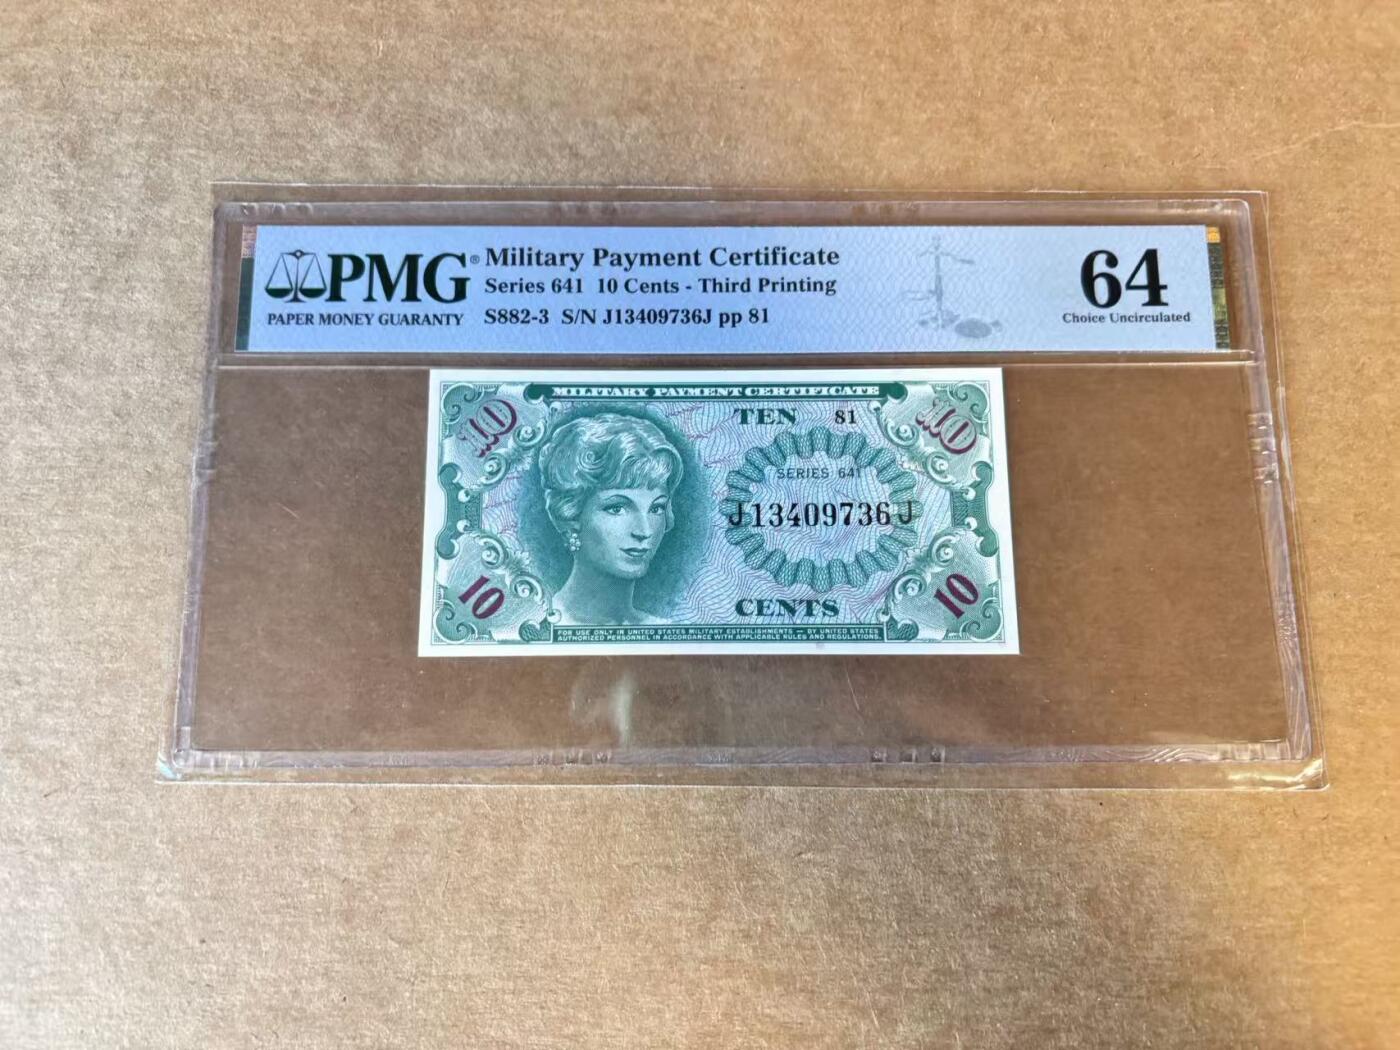 PMG®
PAPER MONEY GUARANTY
Military Payment Certificate
Series 641 10 Cents - Third Printing
S882-3 S/N J13409736J pp 81
64
Choice Uncirculated
MILITARY PAYMENT CERTIFICATE
10
TEN 81
10
SERIES 641
J13409736J
10
CENTS
10
FOR USE ONLY IN UNITED STATES MILITARY ESTABLISHMENTS — BY UNITED STATES
AUTHORIZED PERSONNEL IN ACCORDANCE WITH APPLICABLE RULES AND REGULATIONS.